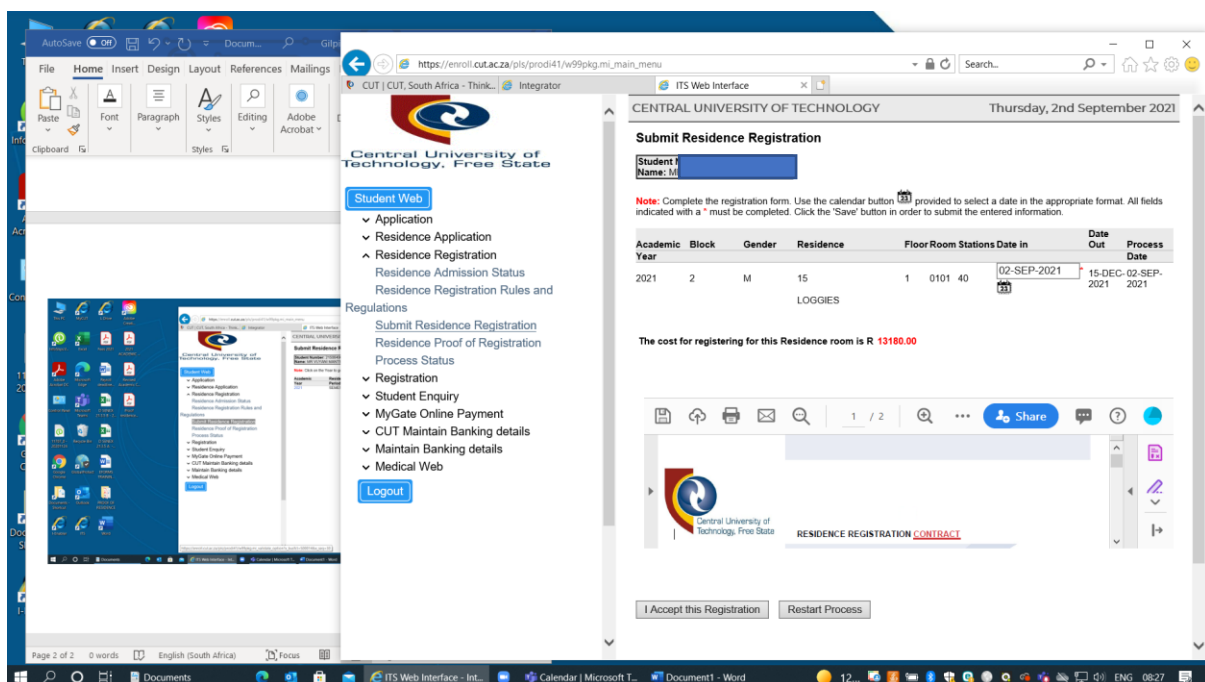 AutoSave Off Docum... Gilp
File Home Insert Design Layout References Mailings
Paste Font Paragraph Styles Editing Adobe Acrobat
Clipboard Styles
https://enroll.cut.ac.za/pls/prodi41/w99pkg.mi_main_menu
Search...
CUT | CUT, South Africa - Think... Integrator ITS Web Interface
Central University of
Technology, Free State
Student Web
Application
Residence Application
Residence Registration
Residence Admission Status
Residence Registration Rules and
Regulations
Submit Residence Registration
Residence Proof of Registration
Process Status
Registration
Student Enquiry
MyGate Online Payment
CUT Maintain Banking details
Maintain Banking details
Medical Web
Logout
CENTRAL UNIVERSITY OF TECHNOLOGY Thursday, 2nd September 2021
Submit Residence Registration
Student
Name:
Note: Complete the registration form. Use the calendar button provided to select a date in the appropriate format. All fields
indicated with a * must be completed. Click the 'Save' button in order to submit the entered information.
Academic Year Block Gender Residence Floor Room Stations Date in Date Out Process Date
2021 2 M 15 LOGGIES 1 0101 40 02-SEP-2021 * 15-DEC-2021 02-SEP-2021
The cost for registering for this Residence room is R 13180.00
1 / 2 Share
Central University of
Technology, Free State
RESIDENCE REGISTRATION CONTRACT
I Accept this Registration Restart Process
Page 2 of 2 0 words English (South Africa) Focus
Documents ITS Web Interface - Int... Calendar | Microsoft T... Document1 - Word 12... ENG 08:27